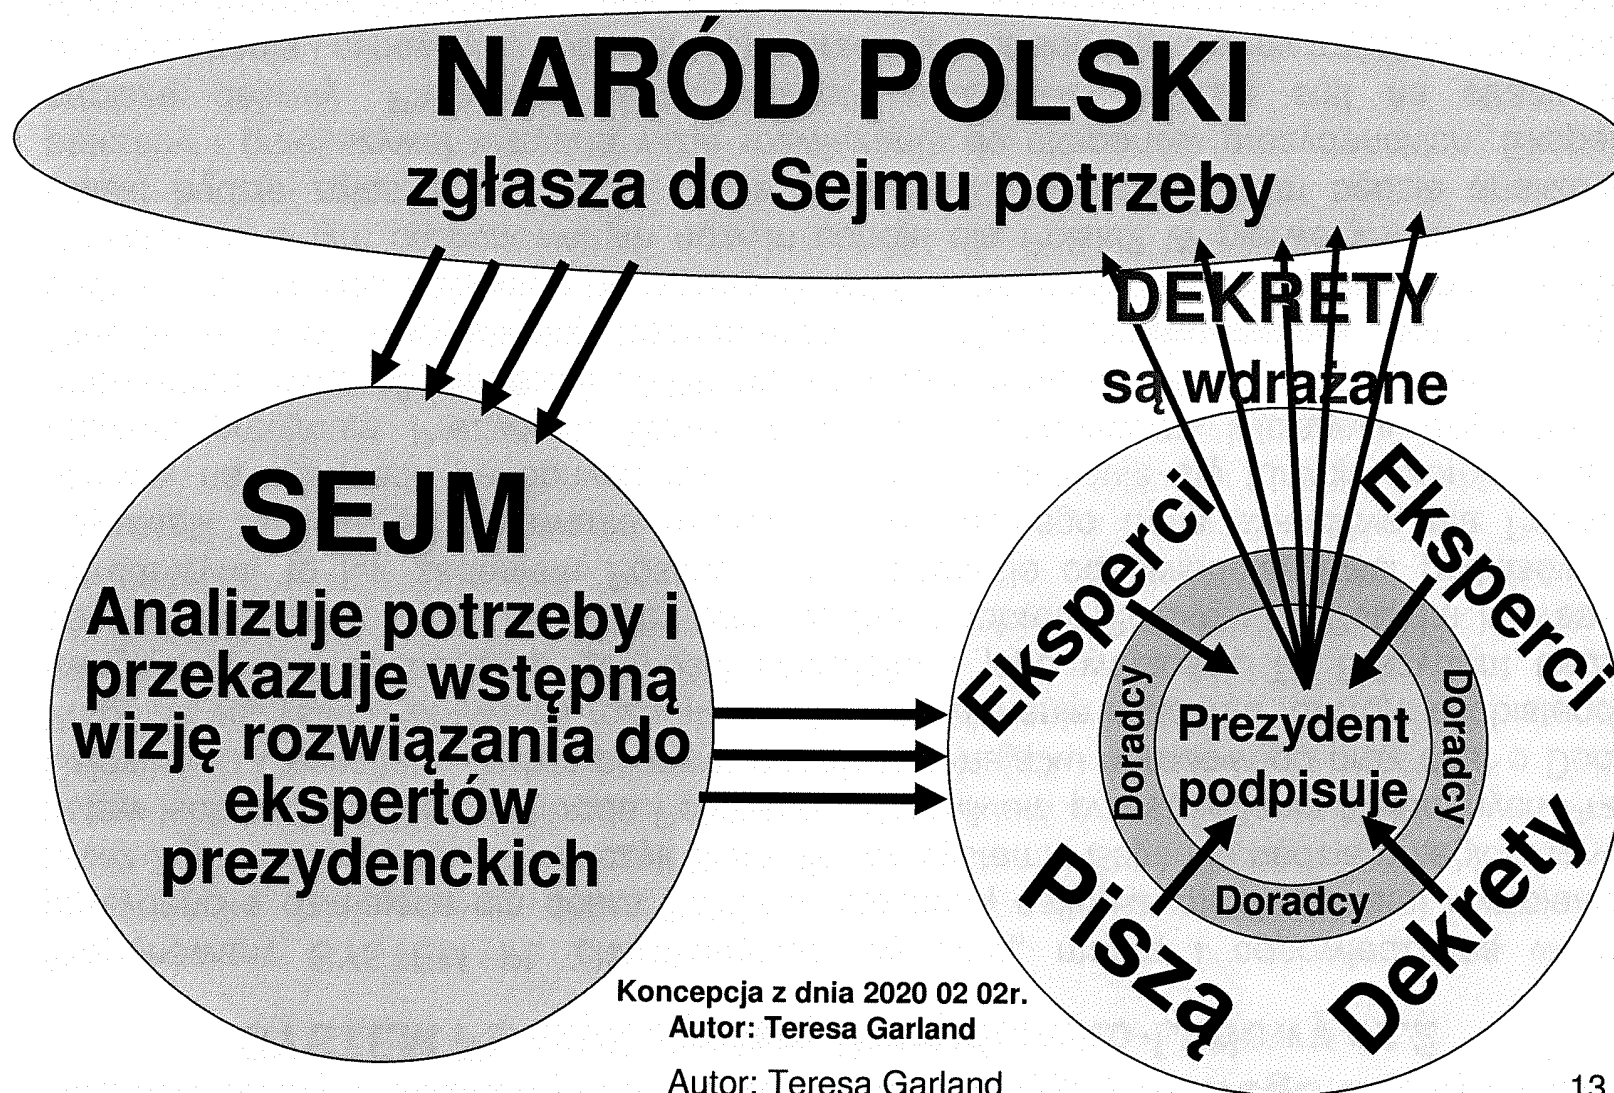 NARÓD POLSKI
zgłasza do Sejmu potrzeby
DEKRETY
są wdrażane
SEJM
Analizuje potrzeby i
przekazuje wstępną
wizję rozwiązania do
ekspertów
prezydenckich
Eksperci
Eksperci
Doradcy
Prezydent
podpisuje
Doradcy
Doradcy
Piszą
Dekrety
Koncepcja z dnia 2020 02 02r.
Autor: Teresa Garland
Autor: Teresa Garland
13